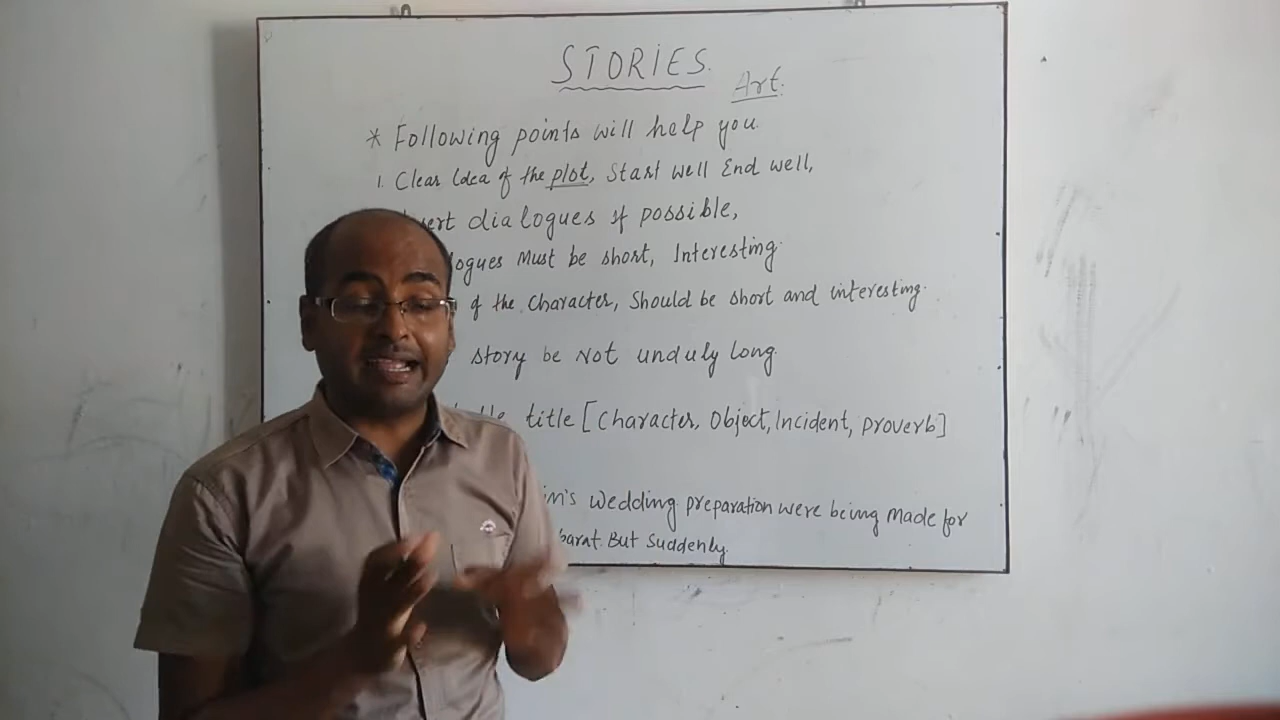 STORIES.
Art.
* Following points will help you.
1. Clear Idea of the plot, Start well End well,
dialogues if possible,
Must be short, Interesting.
of the Character, Should be short and interesting.
story be Not unduly long.
title [Character, Object, Incident, Proverb]
Wedding preparation were being Made for
barat. But Suddenly.